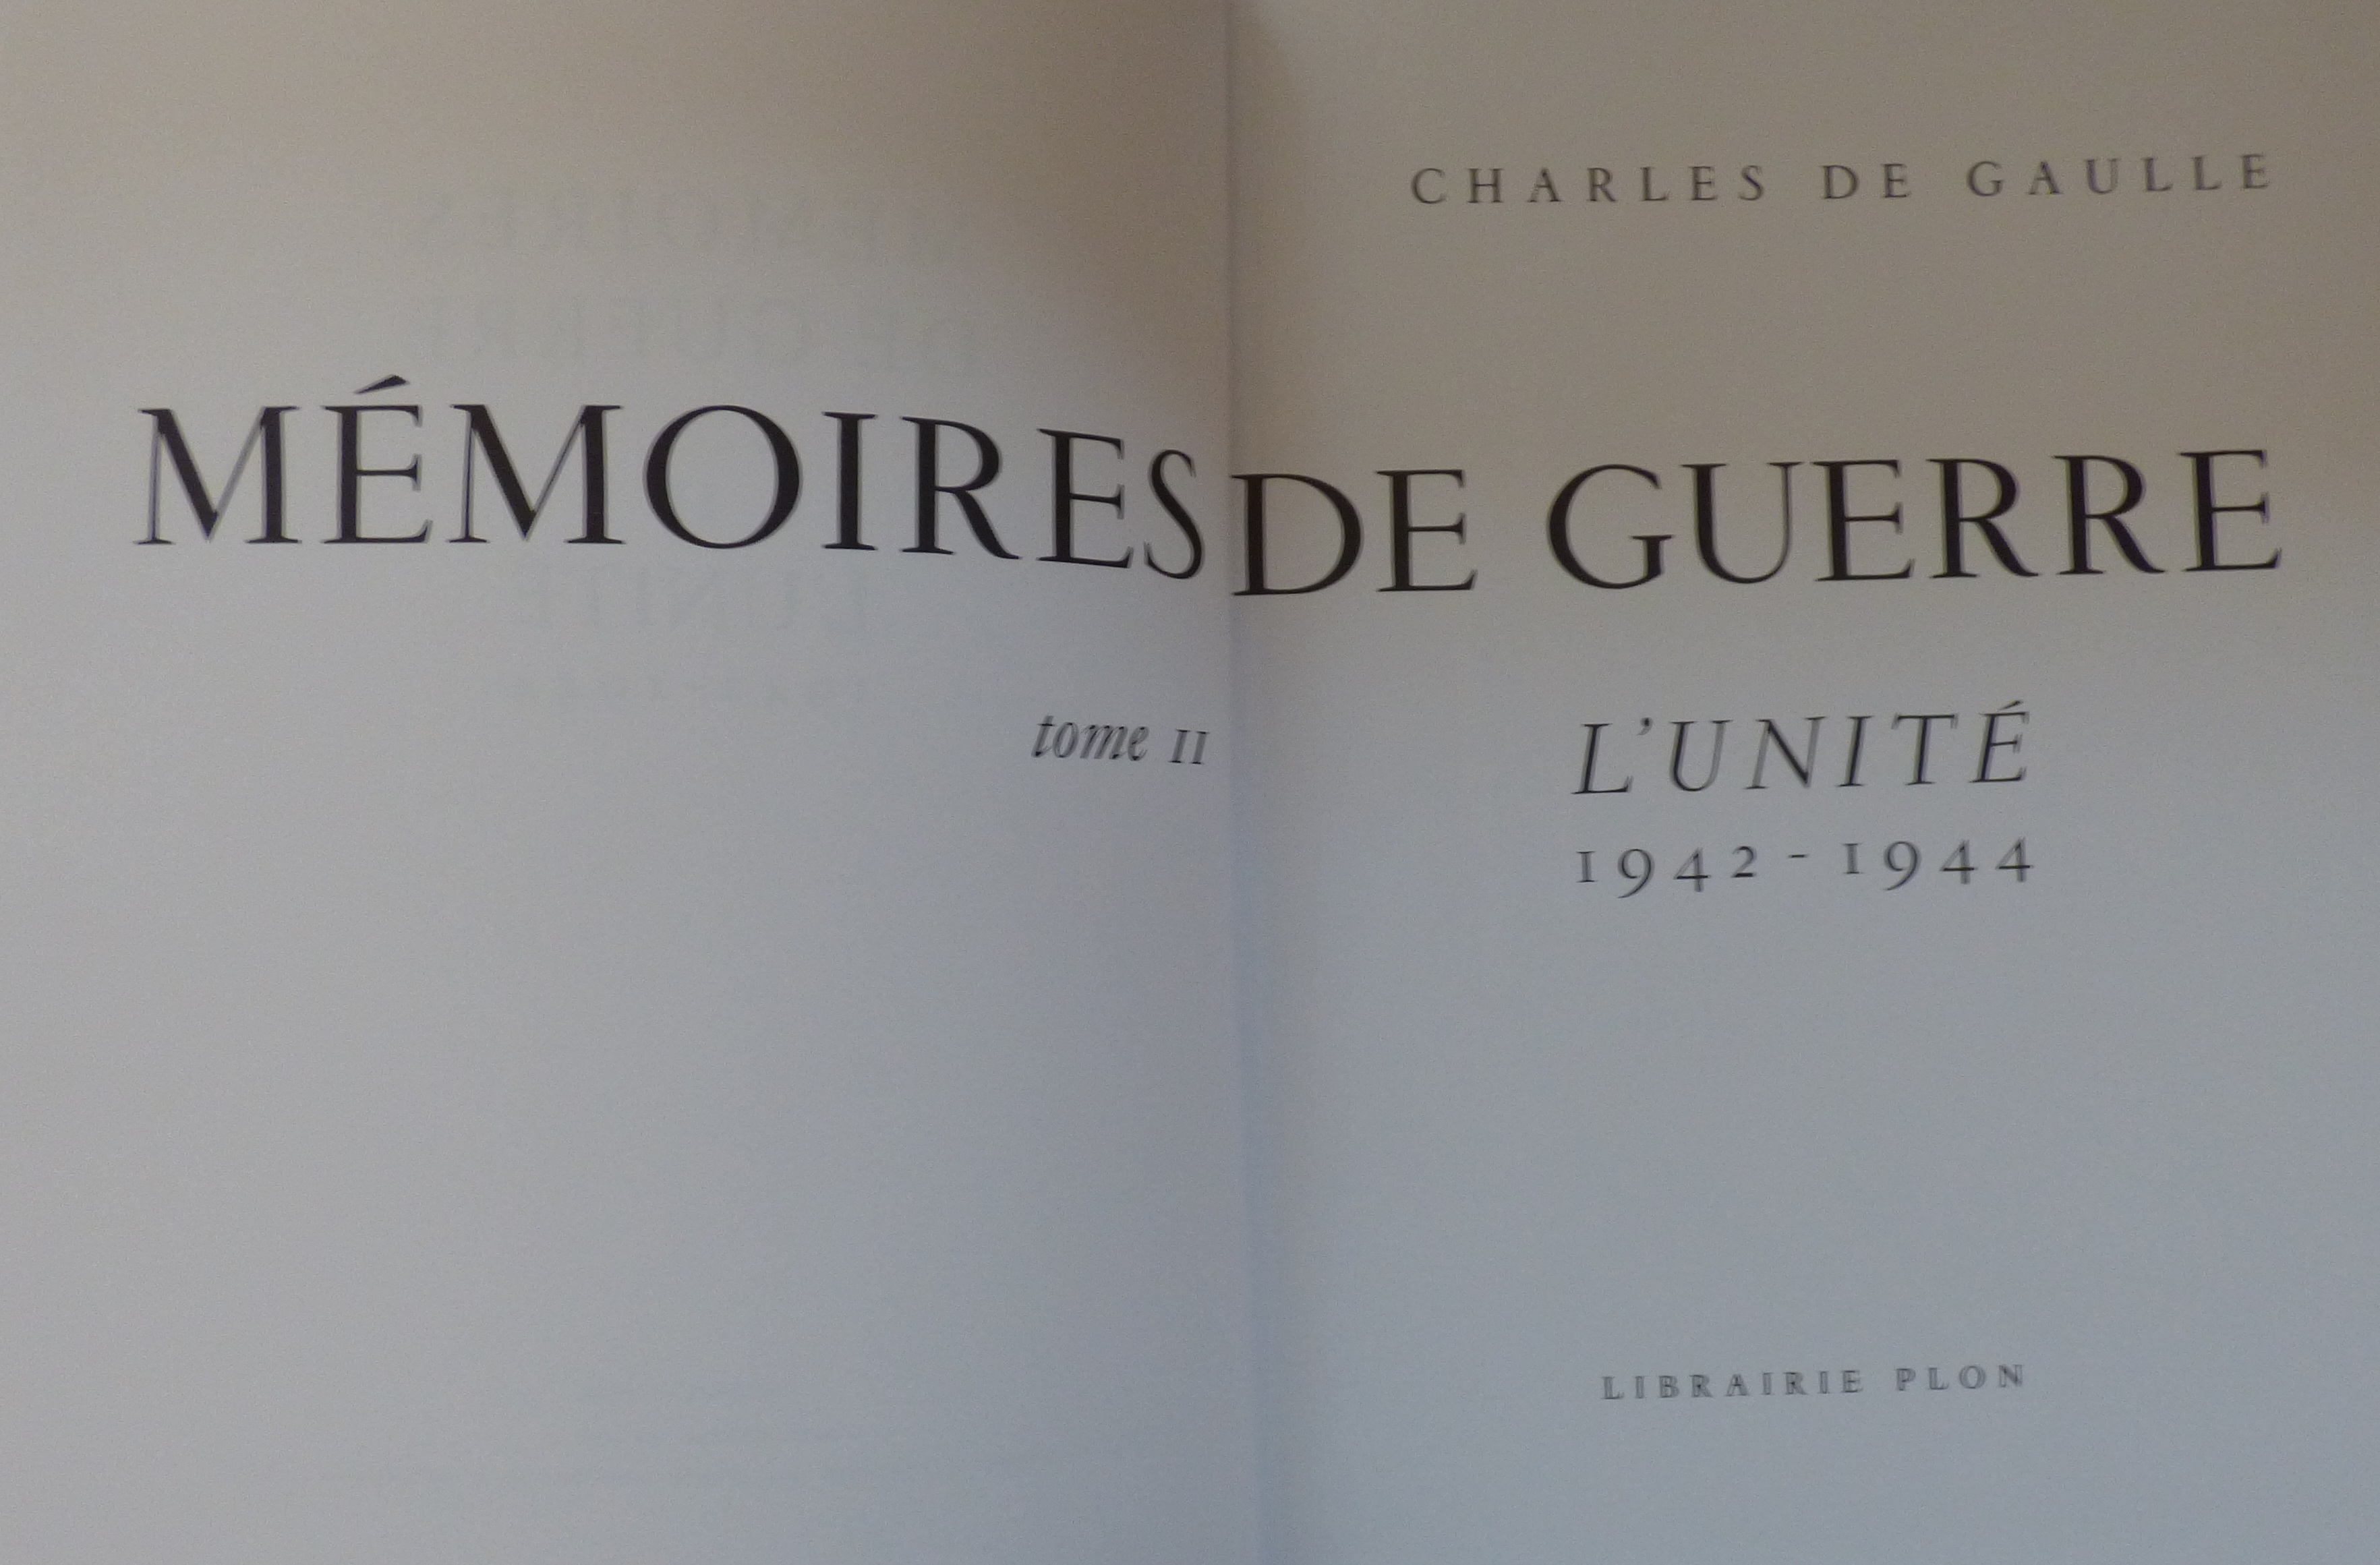 CHARLES DE GAULLE
MÉMOIRES DE GUERRE
tome II
L'UNITÉ
1942-1944
LIBRAIRIE PLON